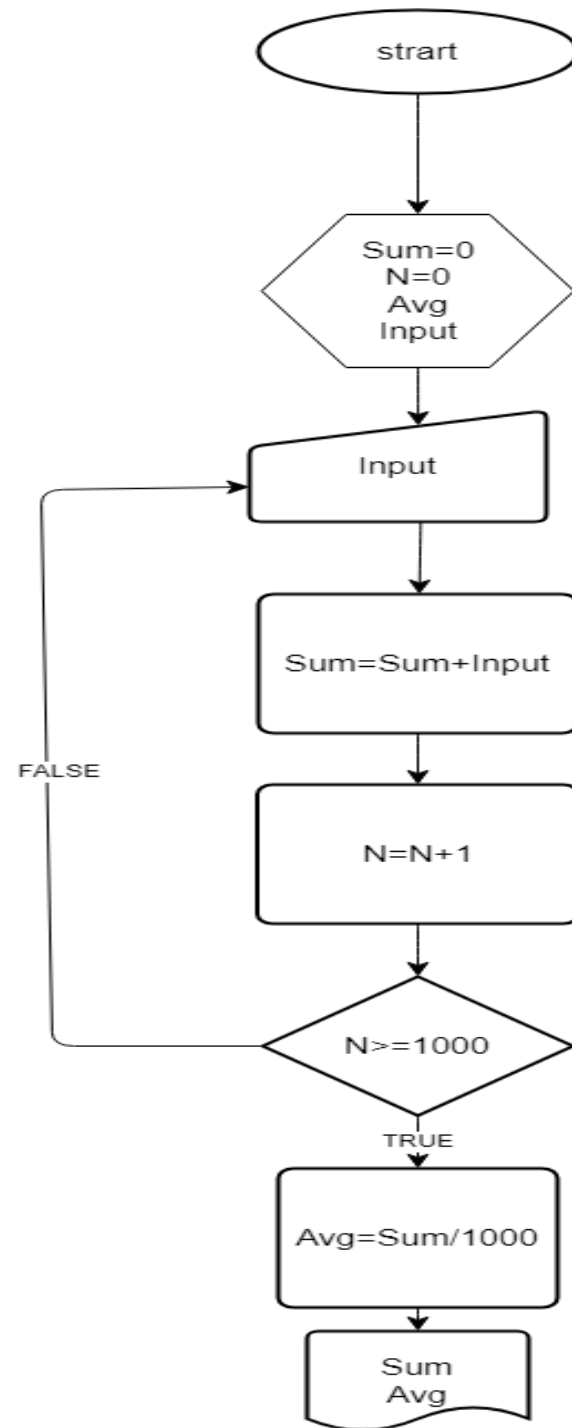 strart
Sum=0
N=0
Avg
Input
Input
Sum=Sum+Input
N=N+1
FALSE
N>=1000
TRUE
Avg=Sum/1000
Sum
Avg